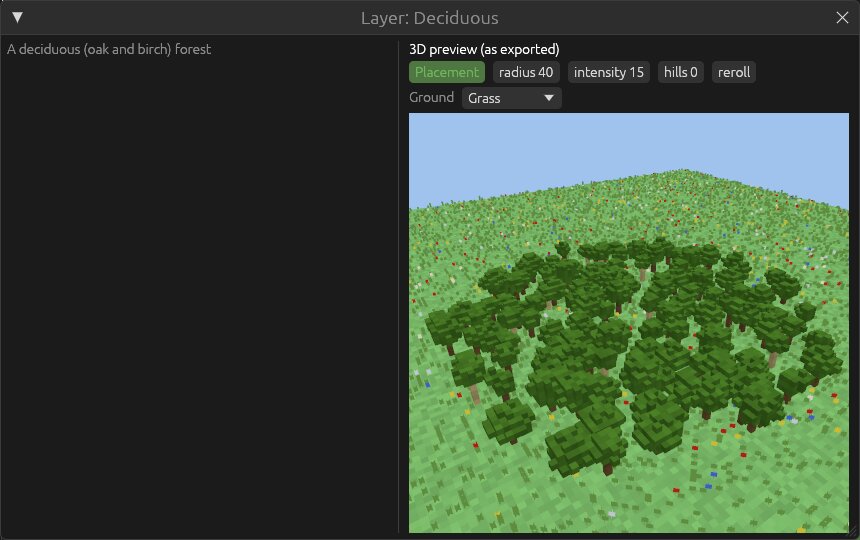 Layer: Deciduous
A deciduous (oak and birch) forest
3D preview (as exported)
Placement radius 40 intensity 15 hills 0 reroll
Ground Grass